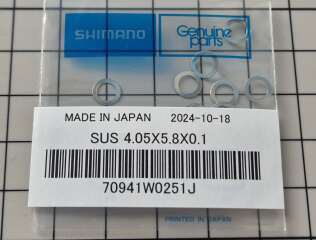 SHIMANO
Genuine
parts
MADE IN JAPAN 2024-10-18
SUS 4.05X5.8X0.1
70941W0251J
PRINTED IN JAPAN